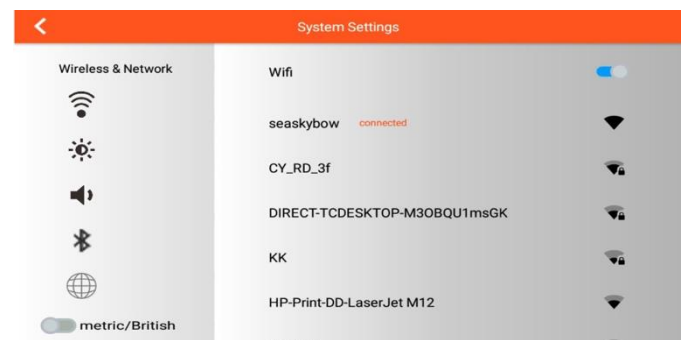 System Settings
Wireless & Network
metric/British
Wifi
seaskybow connected
CY_RD_3f
DIRECT-TCDESKTOP-M3OBQU1msGK
KK
HP-Print-DD-LaserJet M12